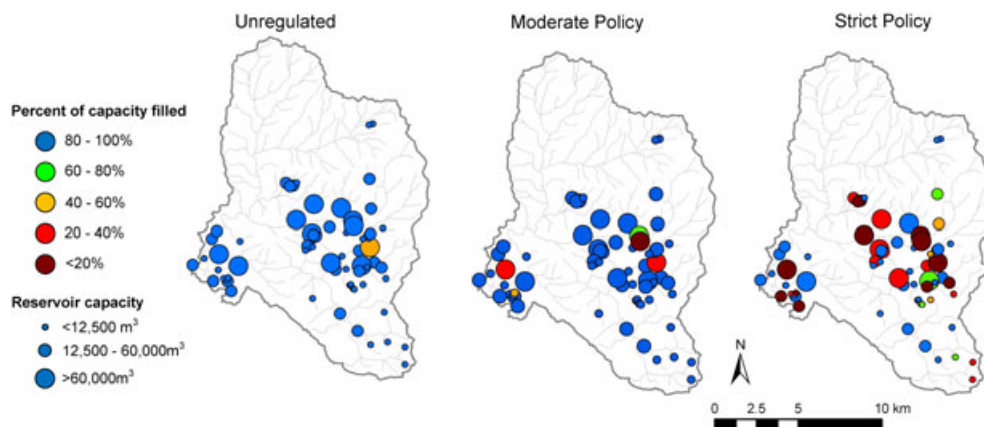 Unregulated
Moderate Policy
Strict Policy
Percent of capacity filled
80 - 100%
60 - 80%
40 - 60%
20 - 40%
<20%
Reservoir capacity
<12,500 m³
12,500 - 60,000m³
>60,000m³
N
0 2.5 5 10 km